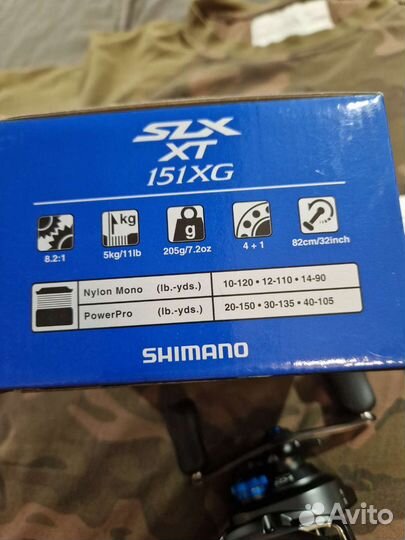 SLX
XT
151XG
kg
g
8.2:1
5kg/11lb
205g/7.2oz
4 + 1
82cm/32inch
Nylon Mono (lb.-yds.) 10-120 • 12-110 • 14-90
PowerPro (lb.-yds.) 20-150 • 30-135 • 40-105
SHIMANO
Avito